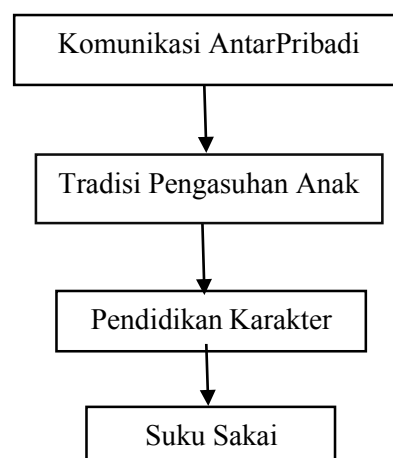 Komunikasi AntarPribadi
Tradisi Pengasuhan Anak
Pendidikan Karakter
Suku Sakai